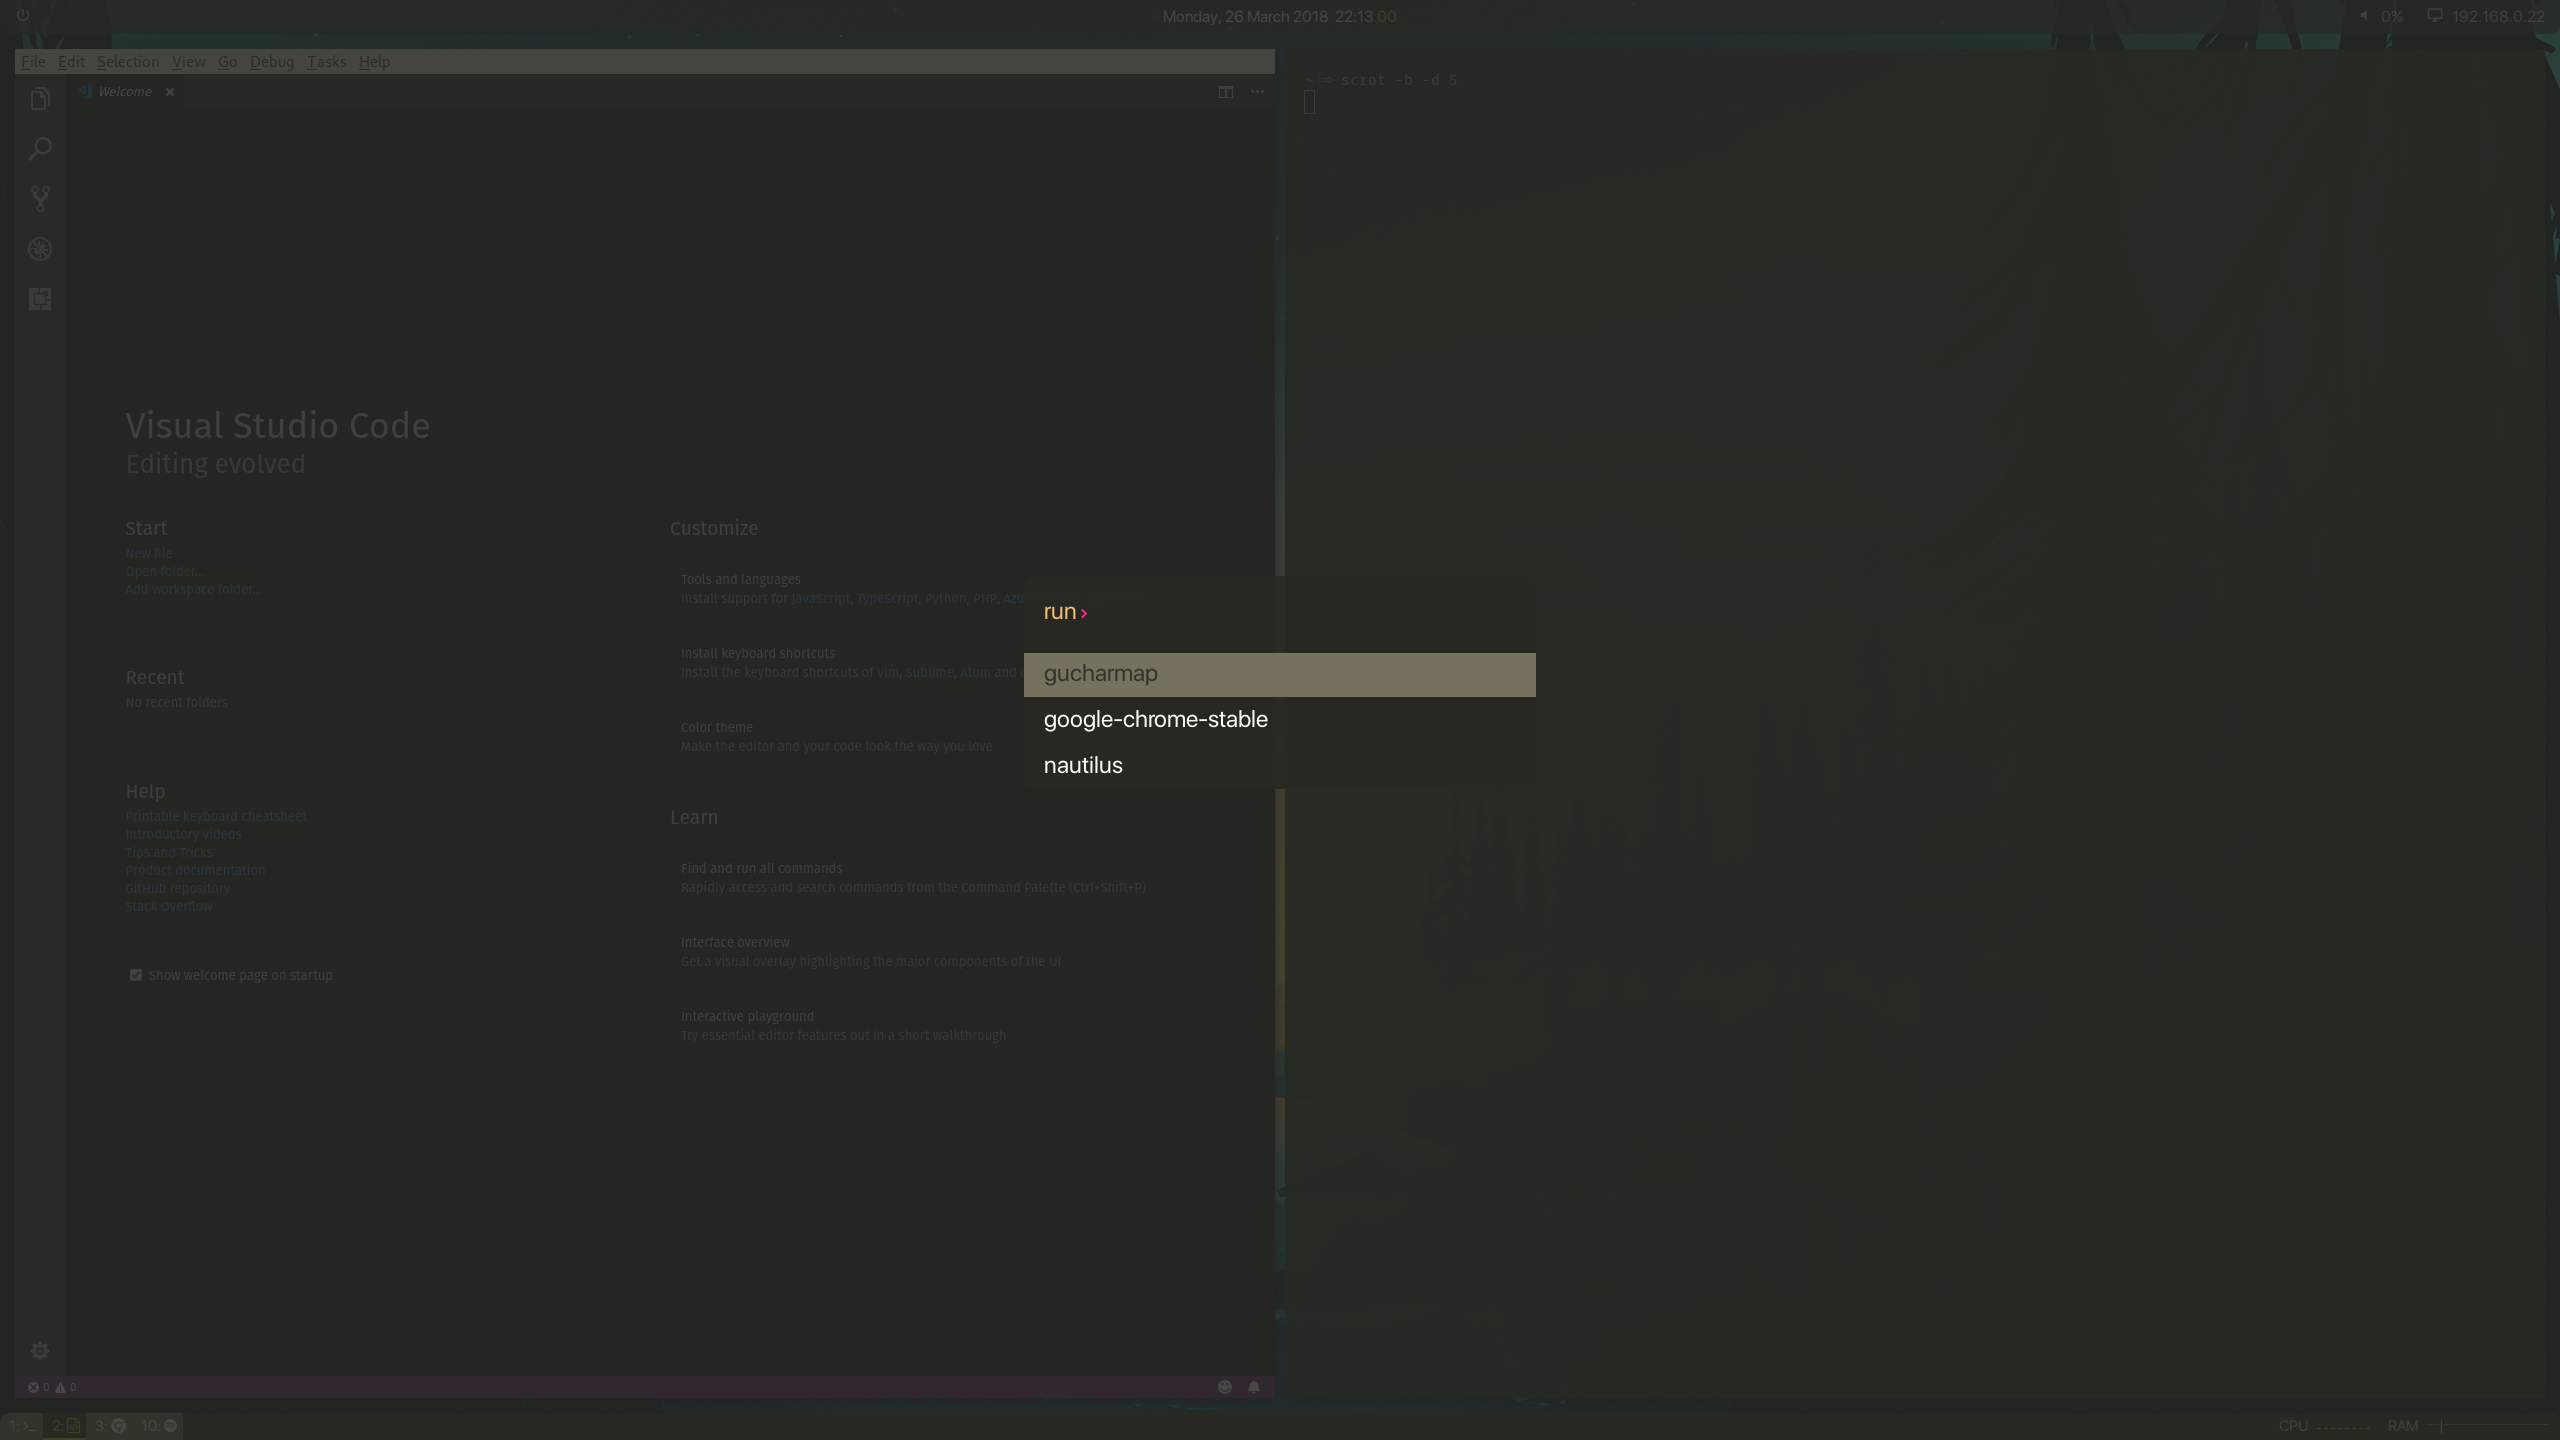 Monday, 26 March 2018 22:13:00
0% 192.168.0.22
File Edit Selection View Go Debug Tasks Help
Welcome
~ ⇒ scrot -b -d 5
Visual Studio Code
Editing evolved
Start
New file
Open folder...
Add workspace folder...
Recent
No recent folders
Help
Printable keyboard cheatsheet
Introductory videos
Tips and Tricks
Product documentation
GitHub repository
Stack Overflow
Show welcome page on startup
Customize
Tools and languages
Install support for JavaScript, TypeScript, Python, PHP, Azu
Install keyboard shortcuts
Install the keyboard shortcuts of Vim, Sublime, Atom and
Color theme
Make the editor and your code look the way you love
Learn
Find and run all commands
Rapidly access and search commands from the Command Palette (Ctrl+Shift+P)
Interface overview
Get a visual overlay highlighting the major components of the UI
Interactive playground
Try essential editor features out in a short walkthrough
run ›
gucharmap
google-chrome-stable
nautilus
0 0
1: 2: 3: 10:
CPU RAM